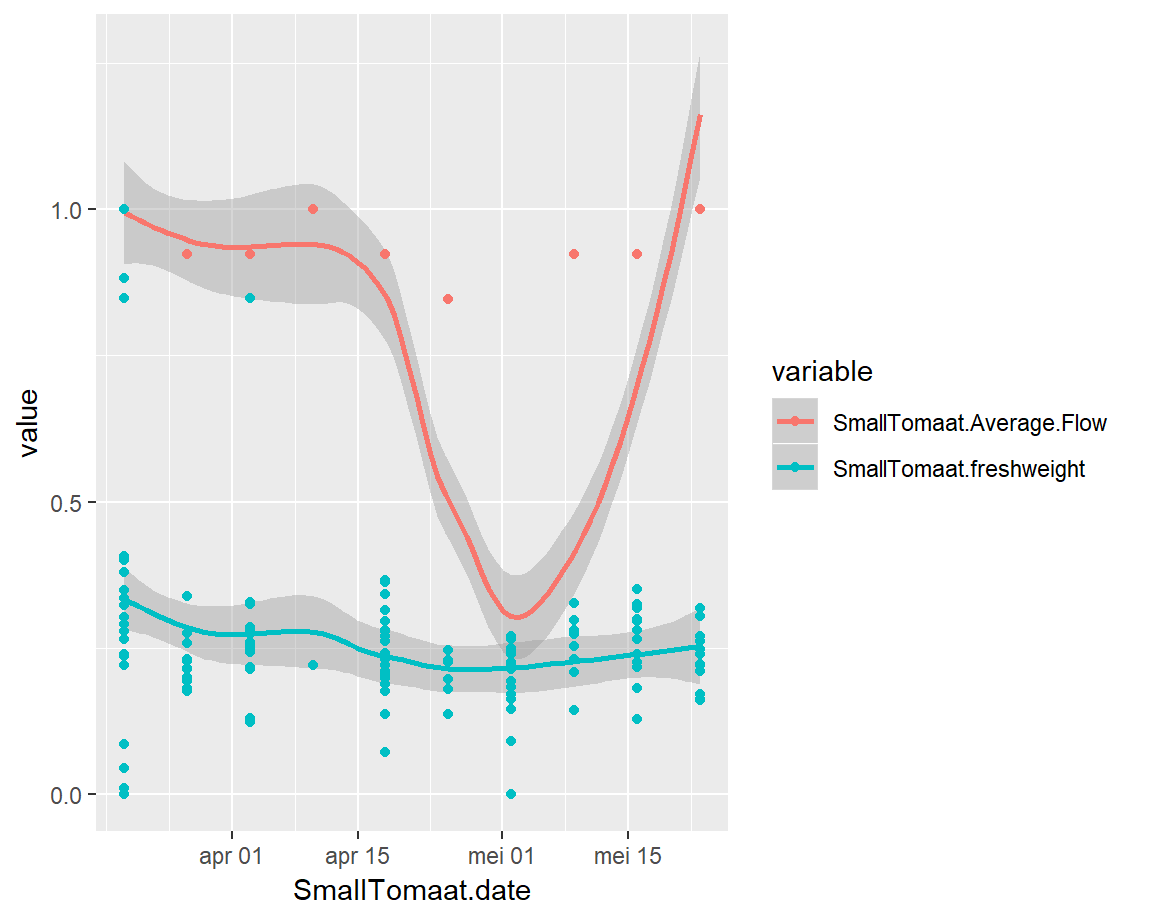 1.0
0.5
0.0
value
apr 01
apr 15
mei 01
mei 15
SmallTomaat.date
variable
SmallTomaat.Average.Flow
SmallTomaat.freshweight